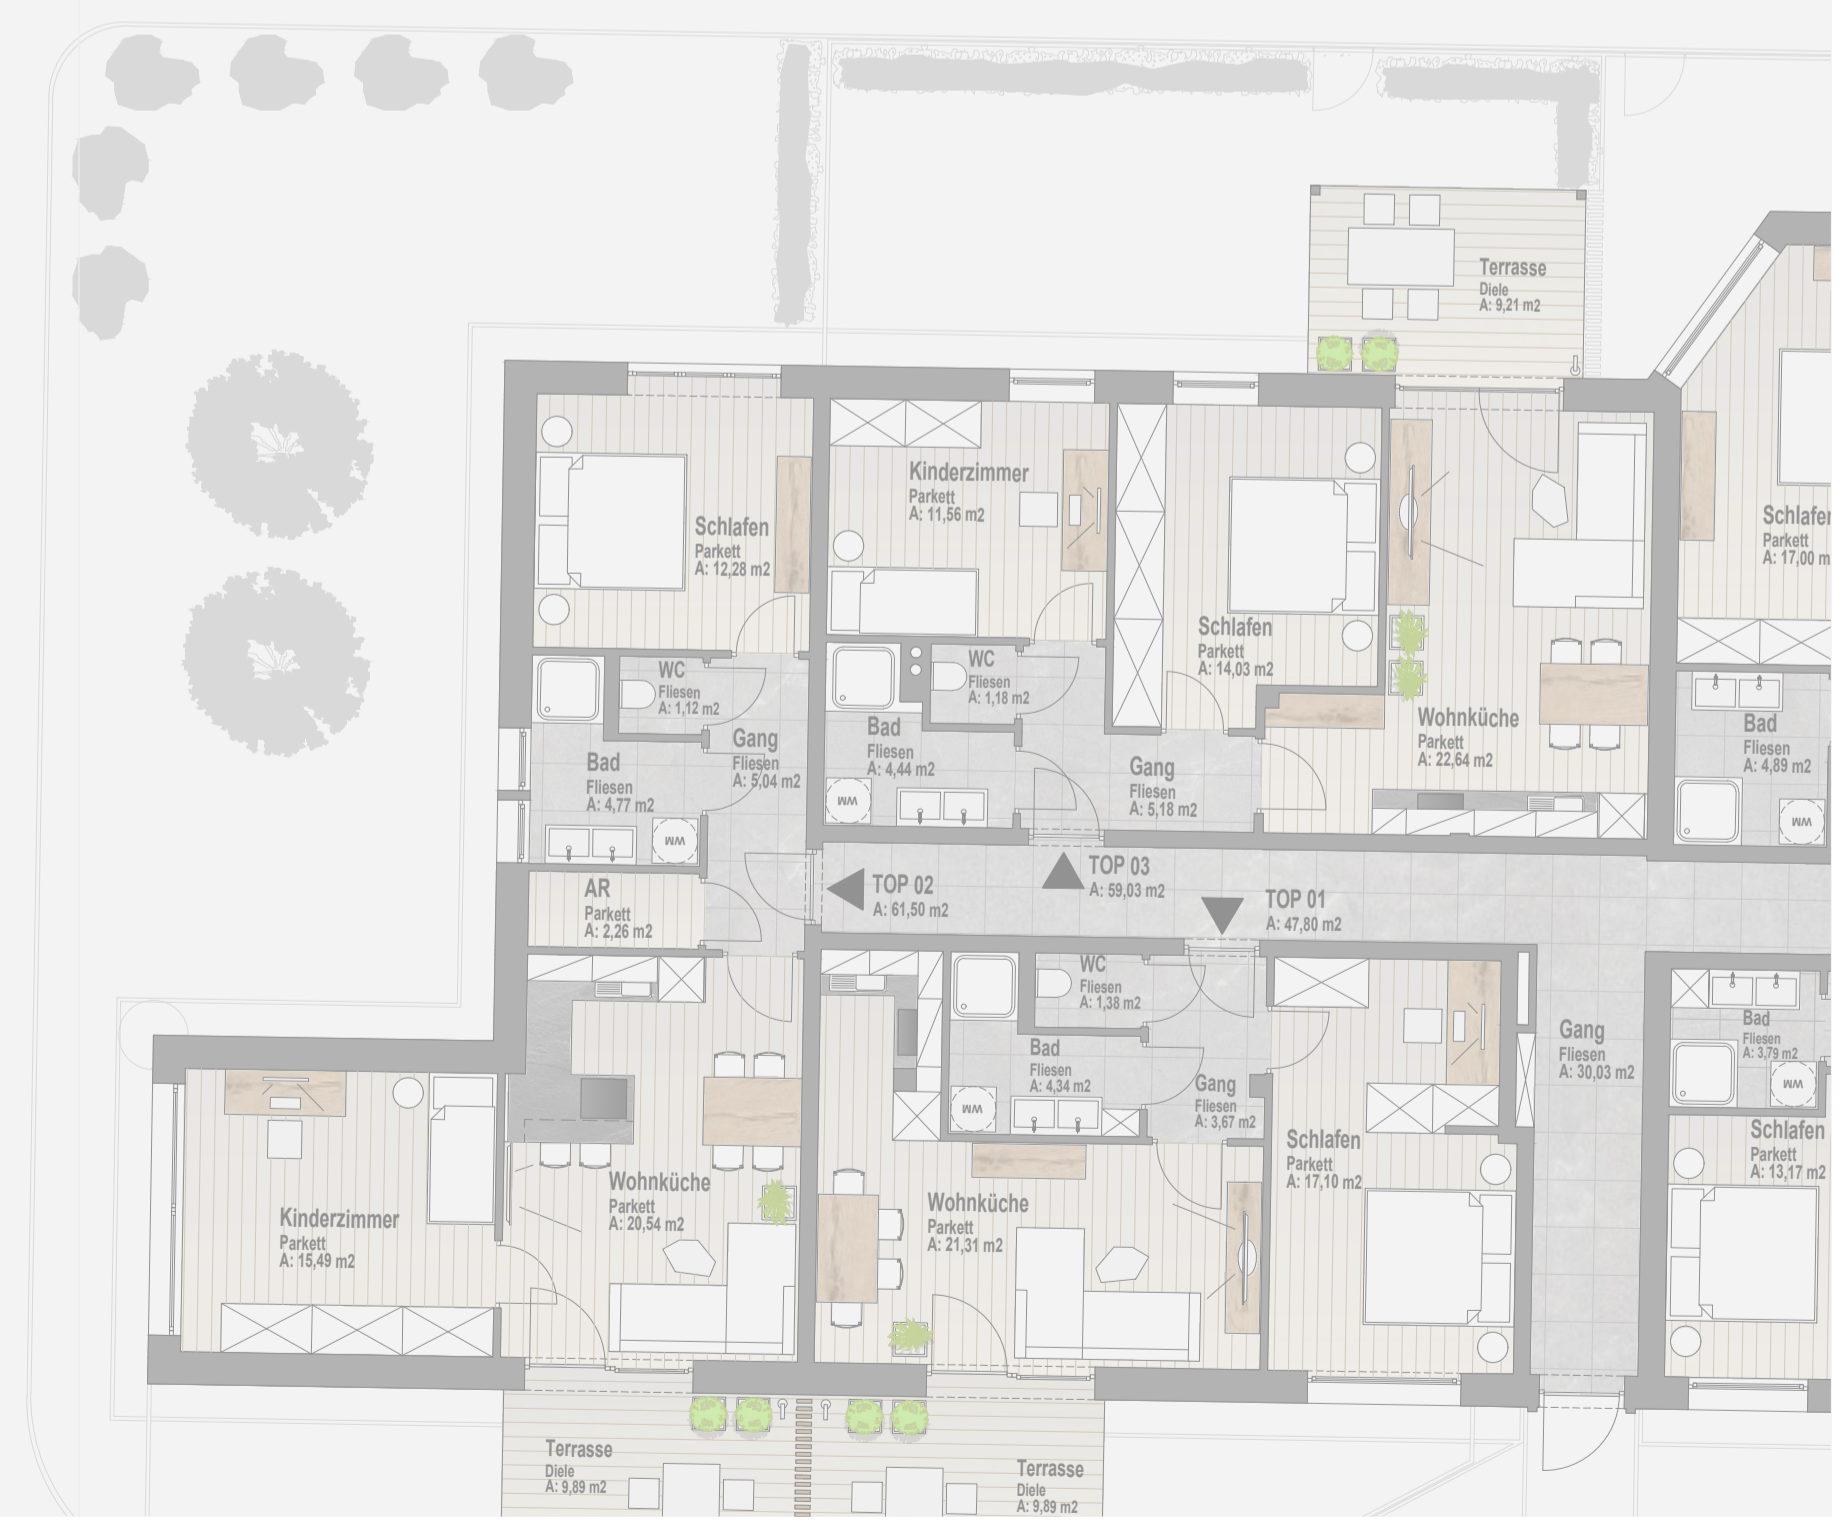 Terrasse
Diele
A: 9,21 m2
Kinderzimmer
Parkett
A: 11,56 m2
Schlafen
Parkett
A: 12,28 m2
Schlafen
Parkett
A: 14,03 m2
Schlafen
Parkett
A: 17,00 m
WC
Fliesen
A: 1,12 m2
WC
Fliesen
A: 1,18 m2
Gang
Fliesen
A: 5,04 m2
Bad
Fliesen
A: 4,77 m2
Bad
Fliesen
A: 4,44 m2
Gang
Fliesen
A: 5,18 m2
Wohnküche
Parkett
A: 22,64 m2
Bad
Fliesen
A: 4,89 m2
WM
WM
WM
AR
Parkett
A: 2,26 m2
TOP 02
A: 61,50 m2
TOP 03
A: 59,03 m2
TOP 01
A: 47,80 m2
WC
Fliesen
A: 1,38 m2
Bad
Fliesen
A: 4,34 m2
WM
Gang
Fliesen
A: 3,67 m2
Gang
Fliesen
A: 30,03 m2
Bad
Fliesen
A: 3,79 m2
WM
Schlafen
Parkett
A: 17,10 m2
Schlafen
Parkett
A: 13,17 m2
Kinderzimmer
Parkett
A: 15,49 m2
Wohnküche
Parkett
A: 20,54 m2
Wohnküche
Parkett
A: 21,31 m2
Terrasse
Diele
A: 9,89 m2
Terrasse
Diele
A: 9,89 m2